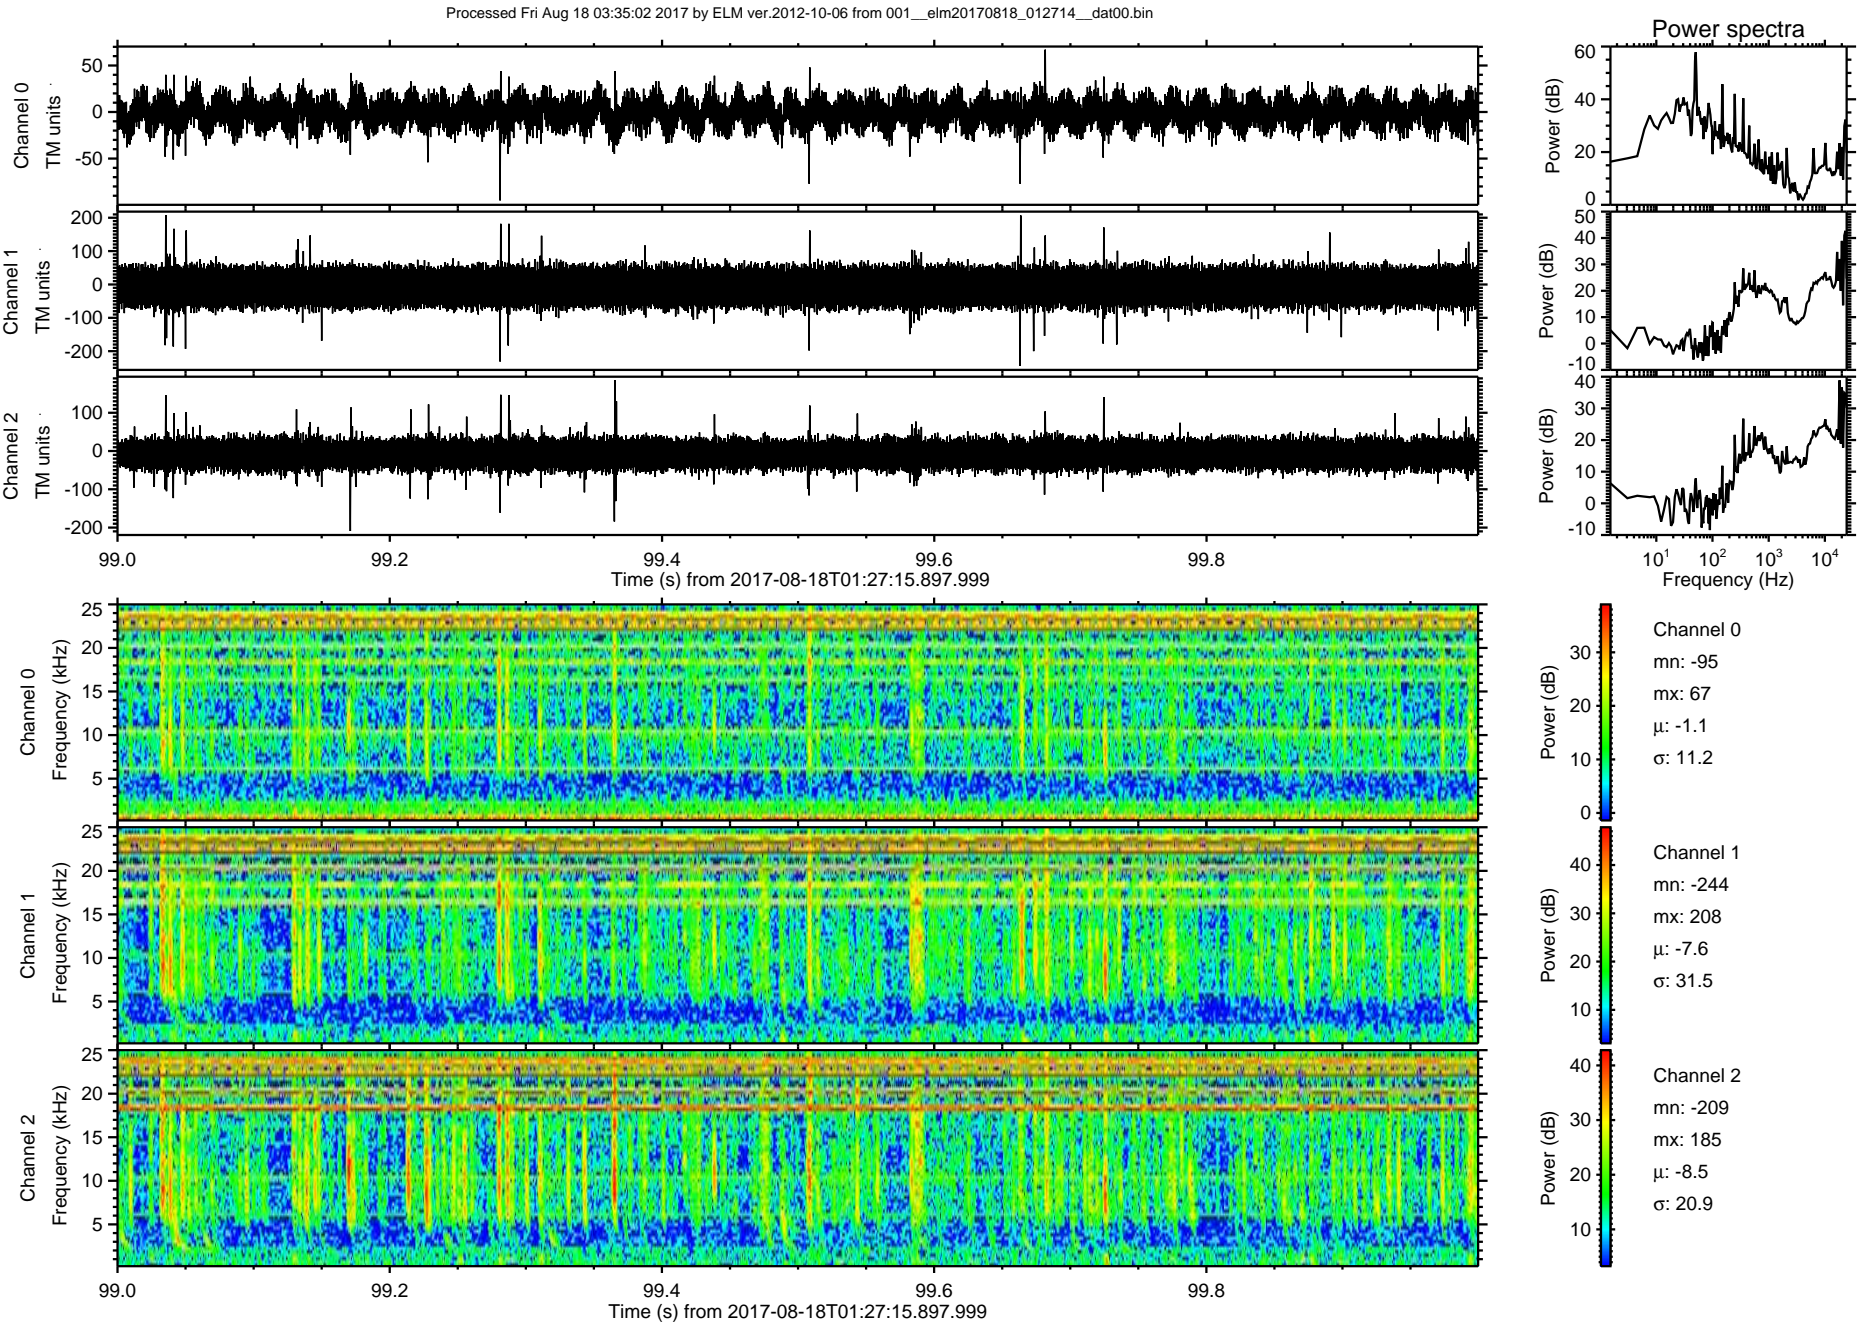 Processed Fri Aug 18 03:35:02 2017 by ELM ver.2012-10-06 from 001__elm20170818_012714__dat00.bin
Power spectra
Channel 0
TM units
50
0
-50
Power (dB)
60
40
20
0
Channel 1
TM units
200
100
0
-100
-200
Power (dB)
50
40
30
20
10
0
-10
Channel 2
TM units
100
0
-100
-200
Power (dB)
40
30
20
10
0
-10
99.0 99.2 99.4 99.6 99.8
Time (s) from 2017-08-18T01:27:15.897.999
10¹ 10² 10³ 10⁴
Frequency (Hz)
Channel 0
Frequency (kHz)
25
20
15
10
5
Power (dB)
30
20
10
0
Channel 0
mn: -95
mx: 67
μ: -1.1
σ: 11.2
Channel 1
Frequency (kHz)
25
20
15
10
5
Power (dB)
40
30
20
10
Channel 1
mn: -244
mx: 208
μ: -7.6
σ: 31.5
Channel 2
Frequency (kHz)
25
20
15
10
5
Power (dB)
40
30
20
10
Channel 2
mn: -209
mx: 185
μ: -8.5
σ: 20.9
99.0 99.2 99.4 99.6 99.8
Time (s) from 2017-08-18T01:27:15.897.999